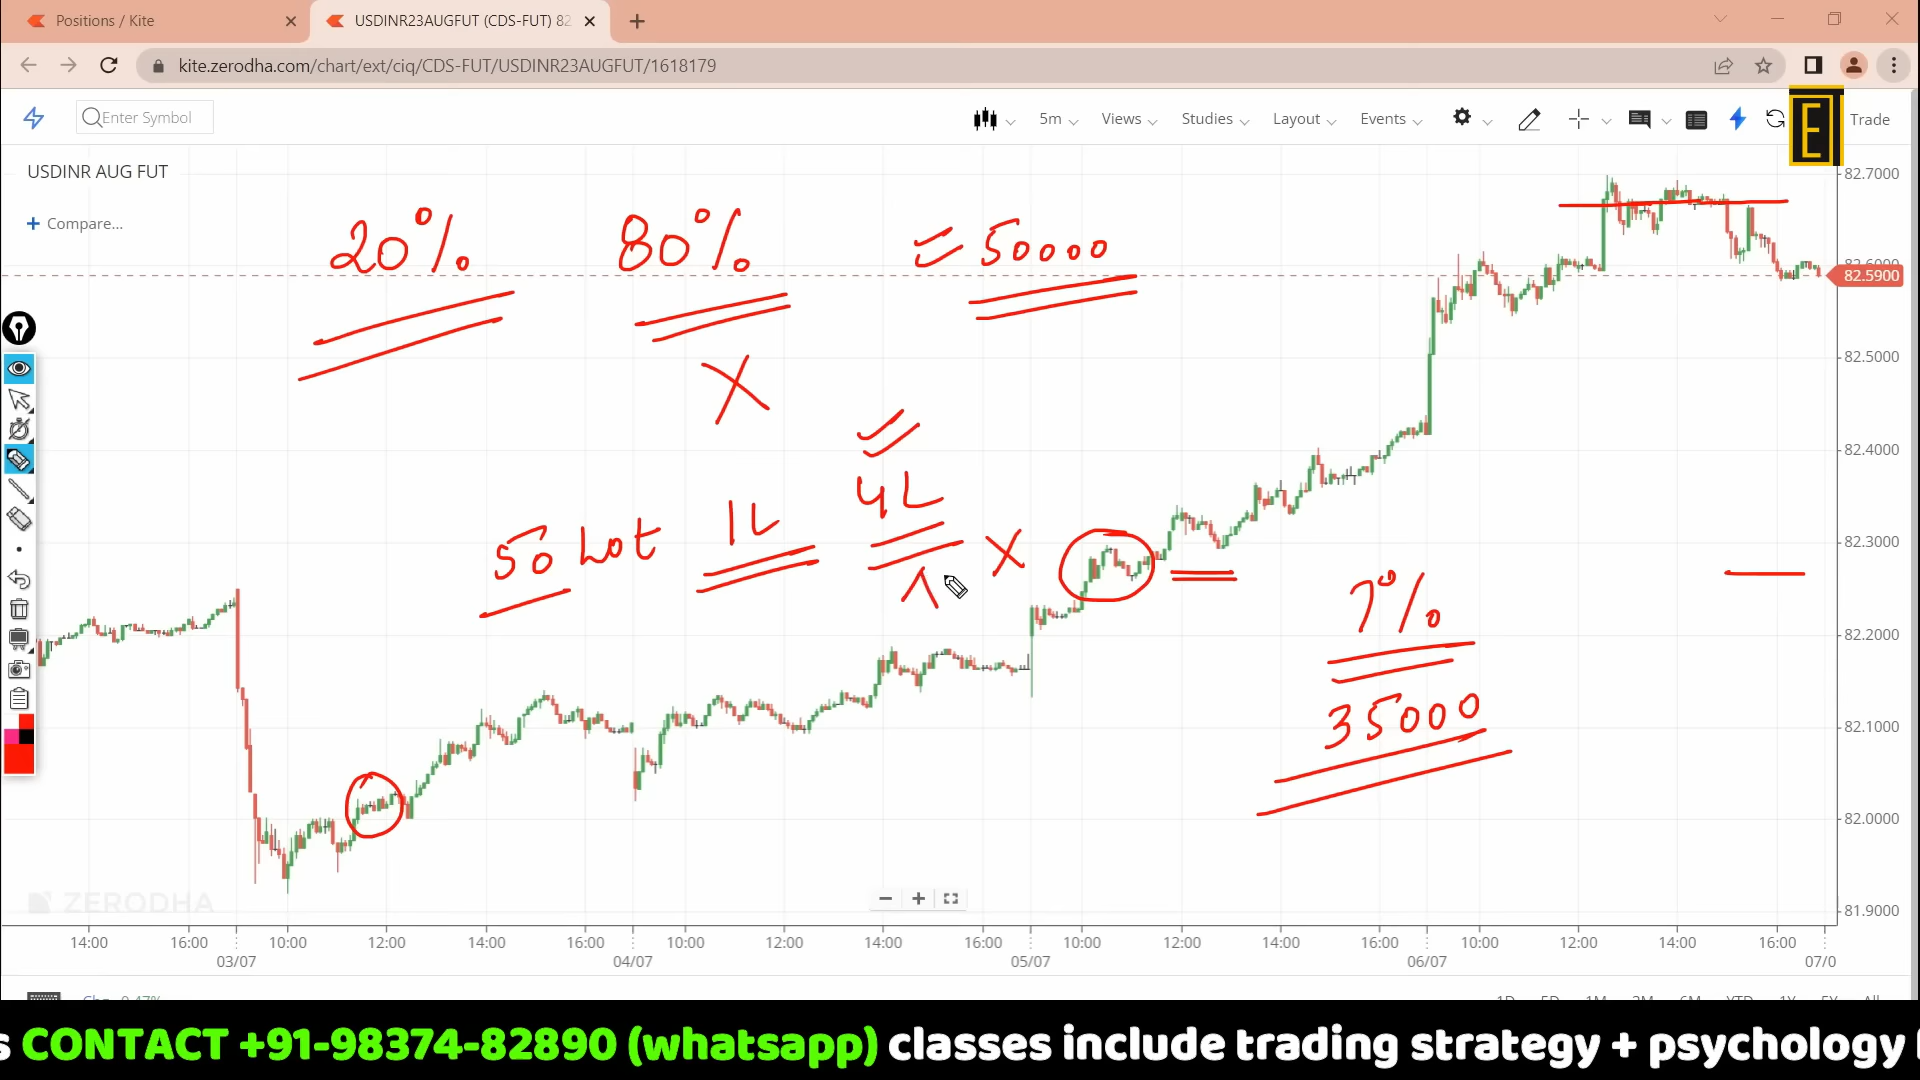 Positions / Kite
USDINR23AUGFUT (CDS-FUT) 82
kite.zerodha.com/chart/ext/ciq/CDS-FUT/USDINR23AUGFUT/1618179
Enter Symbol
5m
Views
Studies
Layout
Events
E
Trade
USDINR AUG FUT
Compare...
20%
80%
= 50000
50 Lot
1L
4L
7%
35000
82.7000
82.6000
82.5900
82.5000
82.4000
82.3000
82.2000
82.1000
82.0000
81.9000
ZERODHA
14:00 16:00 10:00 12:00 14:00 16:00 10:00 12:00 14:00 16:00 10:00 12:00 14:00 16:00 10:00 12:00 14:00 16:00
03/07 04/07 05/07 06/07 07/0
s CONTACT +91-98374-82890 (whatsapp) classes include trading strategy + psychology